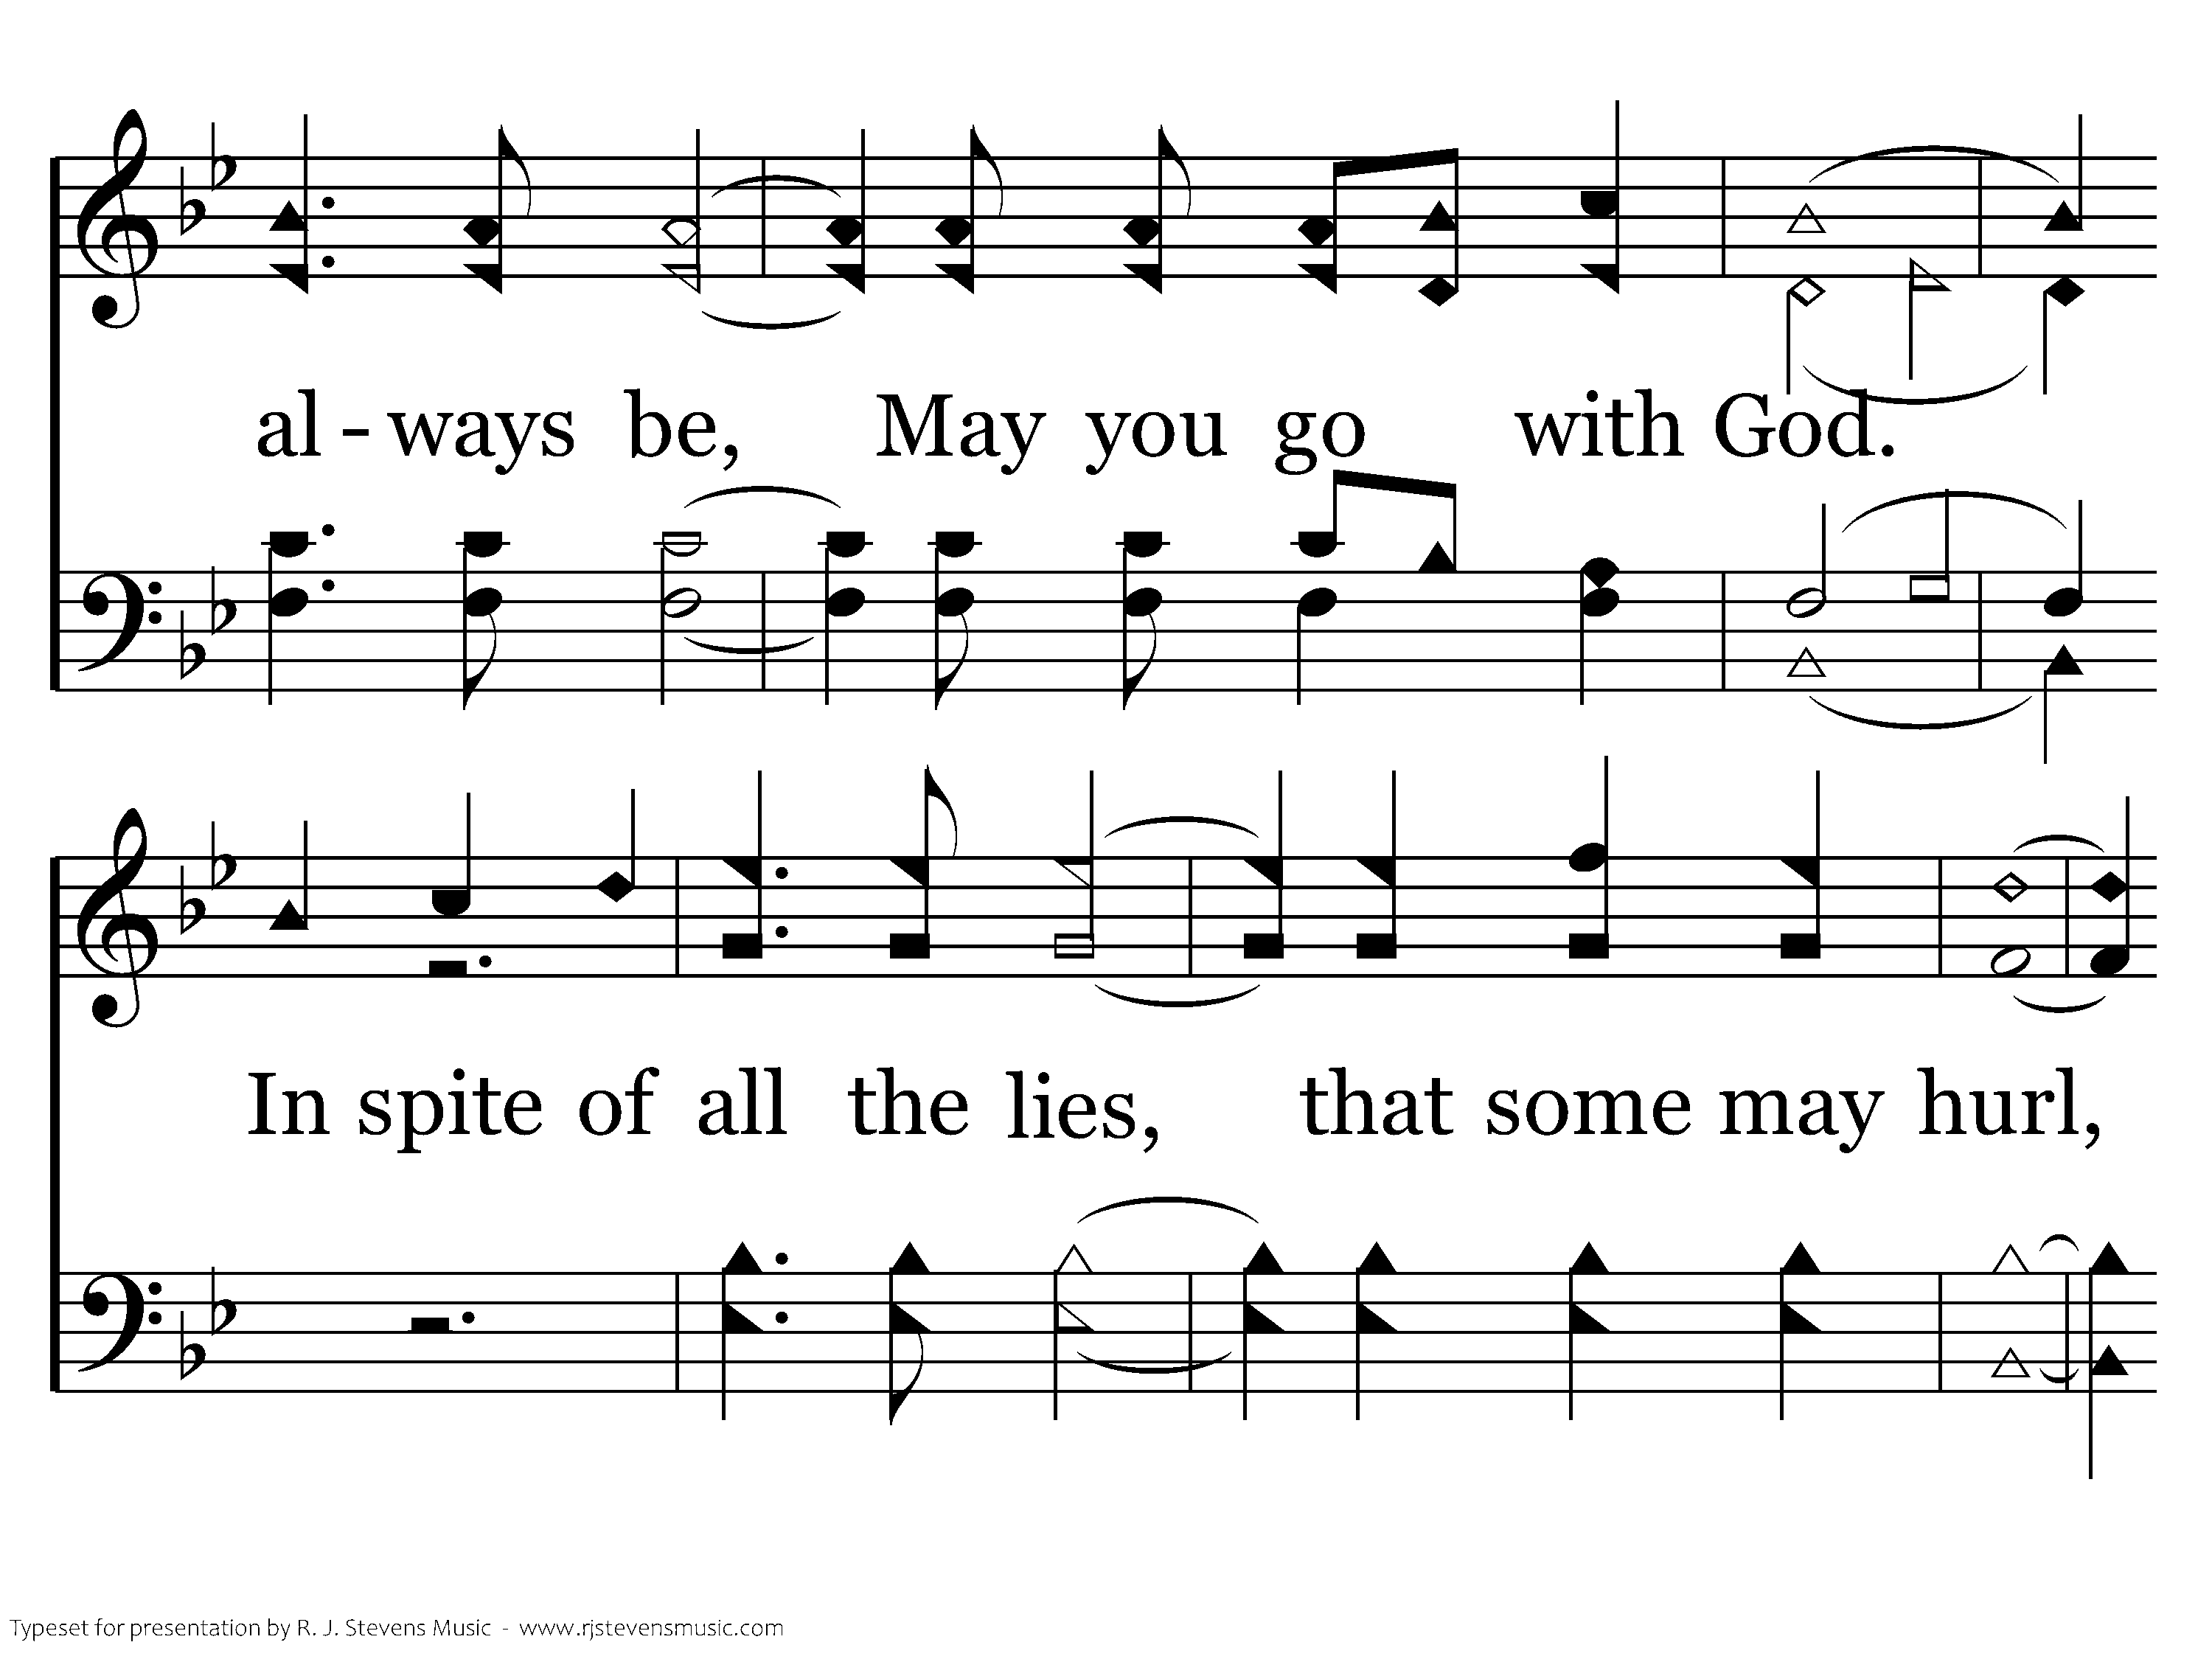 al - ways be, May you go with God.
In spite of all the lies, that some may hurl,
Typeset for presentation by R. J. Stevens Music - www.rjstevensmusic.com